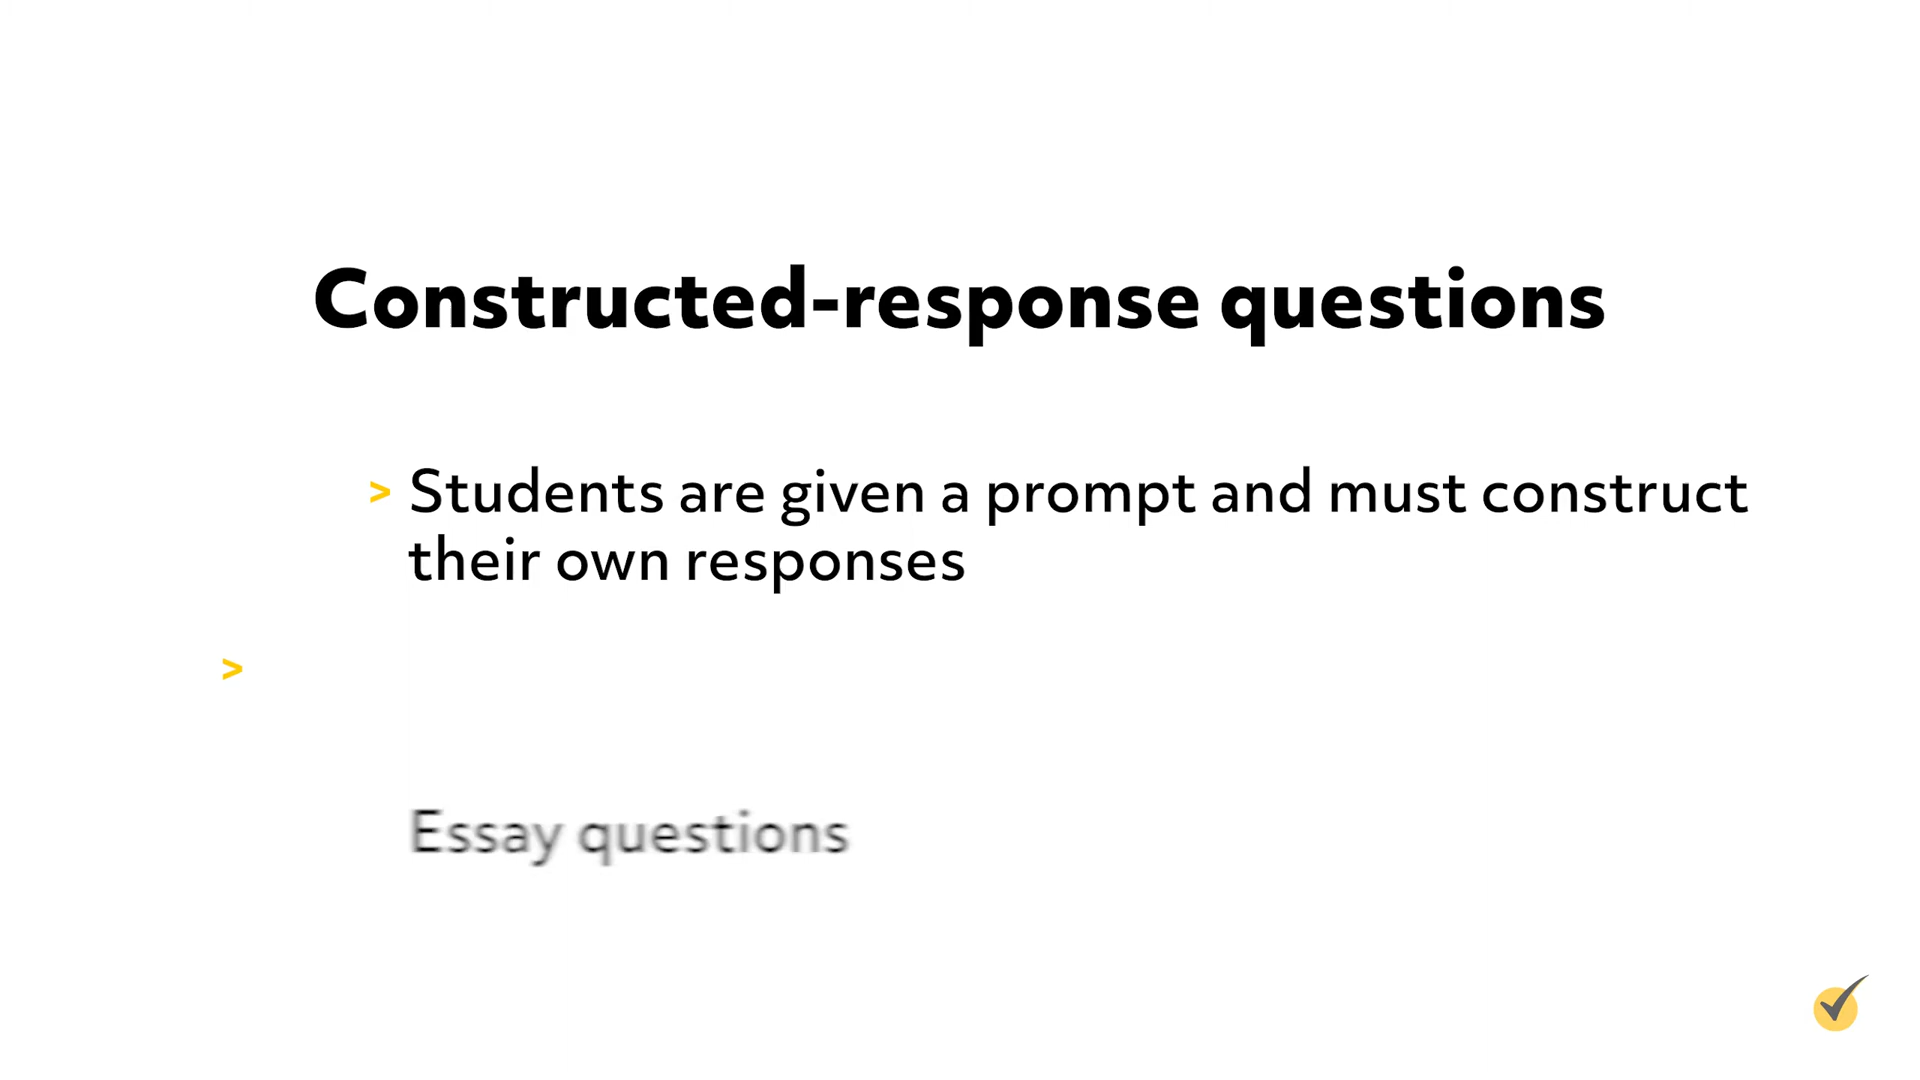 Constructed-response questions
> Students are given a prompt and must construct
their own responses
>
Essay questions